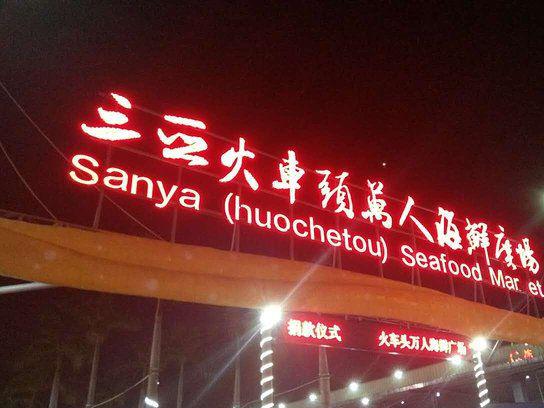 三亞火車頭萬人海鮮廣場
Sanya (huochetou) Seafood Mar et
捐款仪式 火车头万人海鲜广场